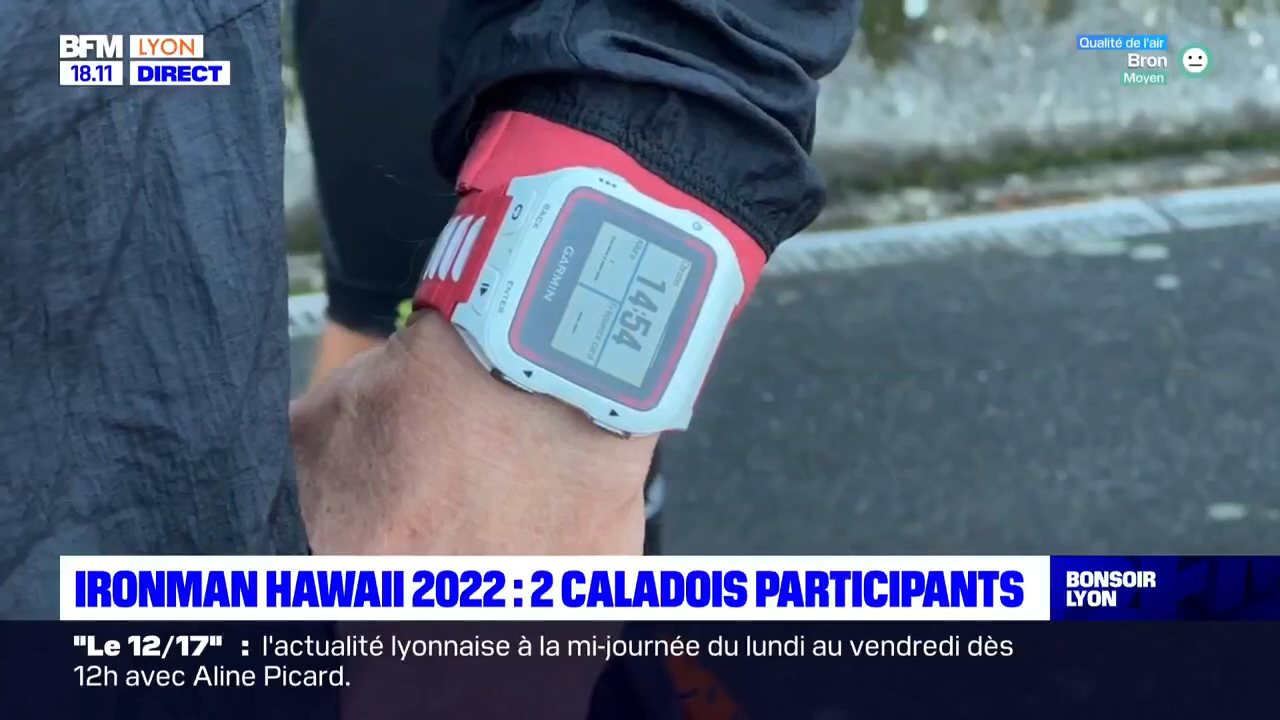 BFM LYON
18.11 DIRECT
Qualité de l'air
Bron
Moyen
BACK
ENTER
GARMIN
Chrono
14:54
IRONMAN HAWAII 2022 : 2 CALADOIS PARTICIPANTS
BONSOIR
LYON
"Le 12/17" : l'actualité lyonnaise à la mi-journée du lundi au vendredi dès
12h avec Aline Picard.